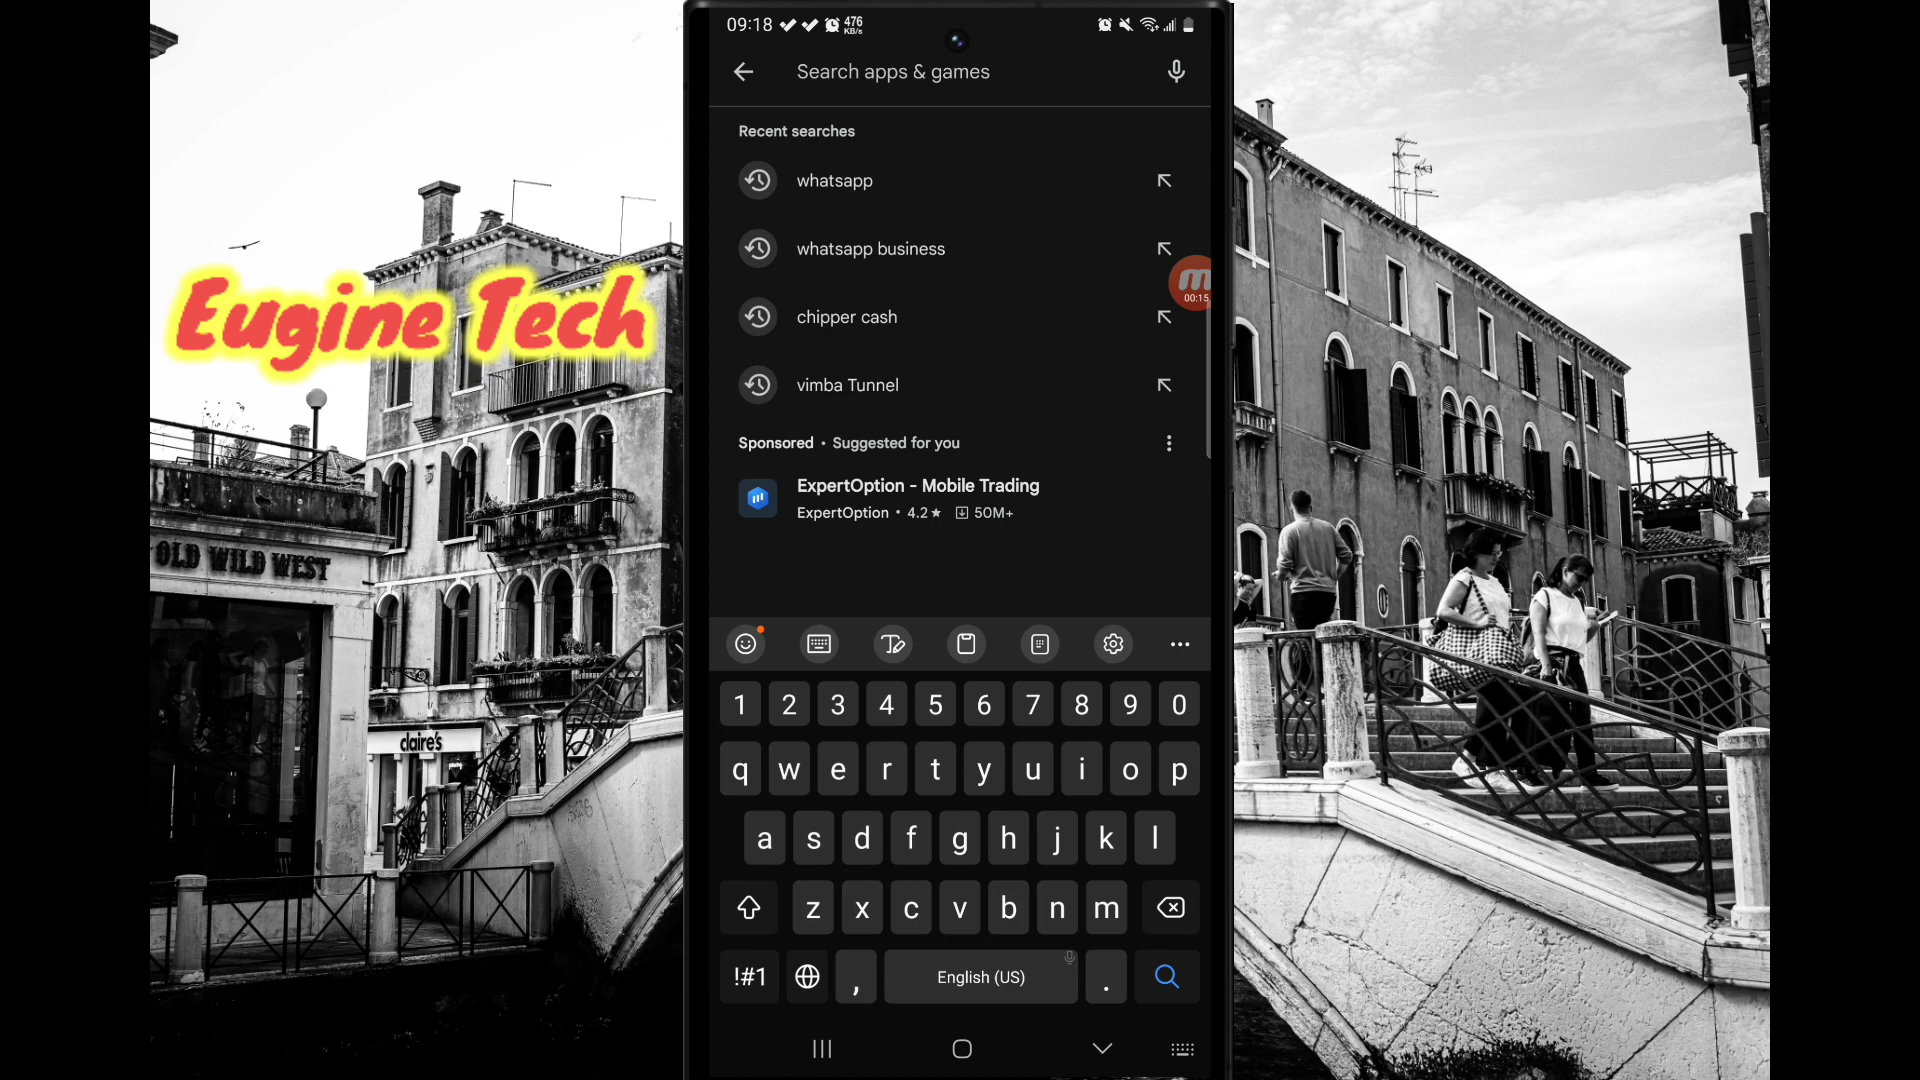 09:18 476 KB/s
Search apps & games
Recent searches
whatsapp
whatsapp business
00:15
chipper cash
vimba Tunnel
Sponsored • Suggested for you
ExpertOption - Mobile Trading
ExpertOption • 4.2★ 50M+
1 2 3 4 5 6 7 8 9 0
q w e r t y u i o p
a s d f g h j k l
z x c v b n m
!#1 , English (US) .
Eugine Tech
OLD WILD WEST
claire's